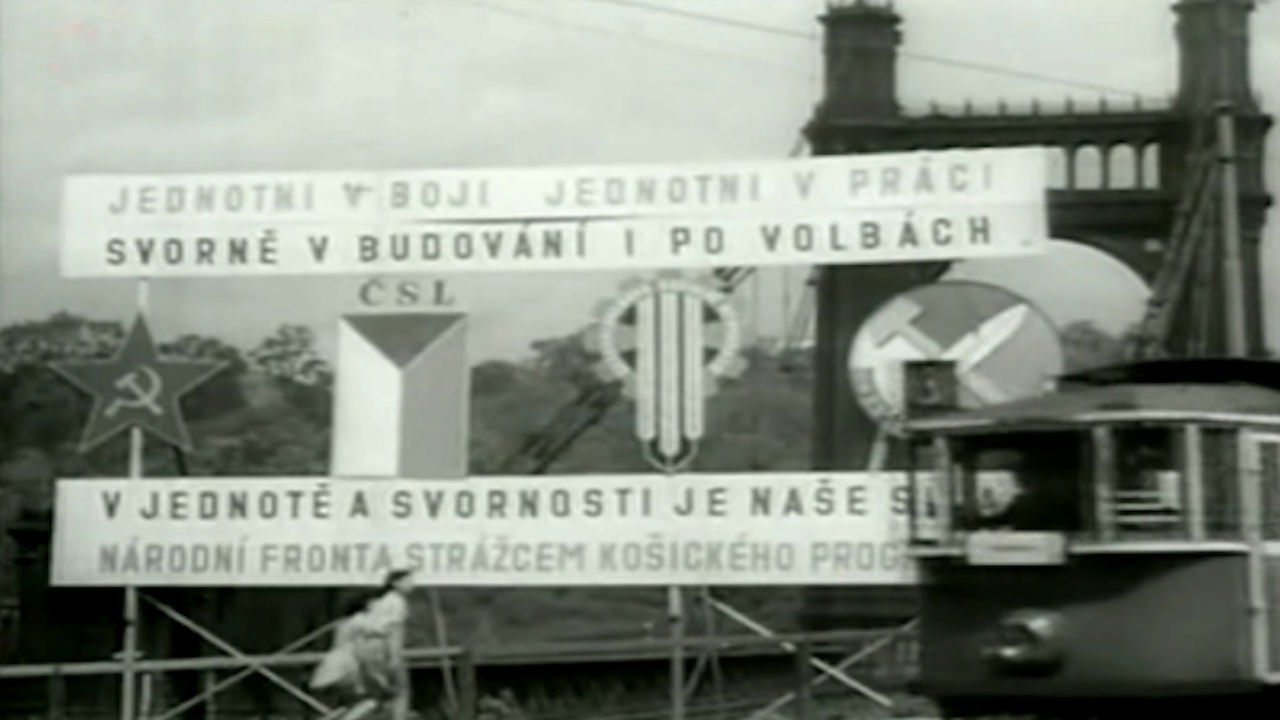 JEDNOTNI V BOJI JEDNOTNI V PRÁCI
SVORNĚ V BUDOVÁNÍ I PO VOLBÁCH
ČSL
V JEDNOTĚ A SVORNOSTI JE NAŠE S
NÁRODNÍ FRONTA STRÁŽCEM KOŠICKÉHO PROG